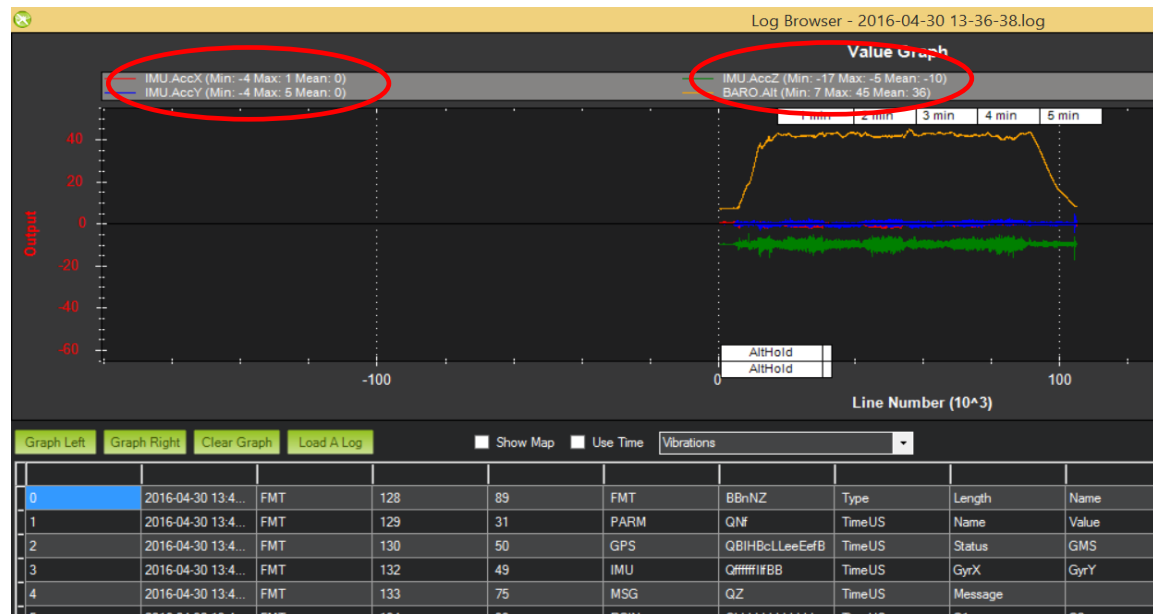 Log Browser - 2016-04-30 13-36-38.log
Value Graph
IMU.AccX (Min: -4 Max: 1 Mean: 0)
IMU.AccY (Min: -4 Max: 5 Mean: 0)
IMU.AccZ (Min: -17 Max: -5 Mean: -10)
BARO.Alt (Min: 7 Max: 45 Mean: 36)
1 min 2 min 3 min 4 min 5 min
40
20
0
-20
-40
-60
Output
AltHold
AltHold
-100 0 100
Line Number (10^3)
Graph Left Graph Right Clear Graph Load A Log Show Map Use Time Vibrations
0 2016-04-30 13:4... FMT 128 89 FMT BBnNZ Type Length Name
1 2016-04-30 13:4... FMT 129 31 PARM QNf TimeUS Name Value
2 2016-04-30 13:4... FMT 130 50 GPS QBIHBcLLeeEefB TimeUS Status GMS
3 2016-04-30 13:4... FMT 132 49 IMU QffffffIIfBB TimeUS GyrX GyrY
4 2016-04-30 13:4... FMT 133 75 MSG QZ TimeUS Message